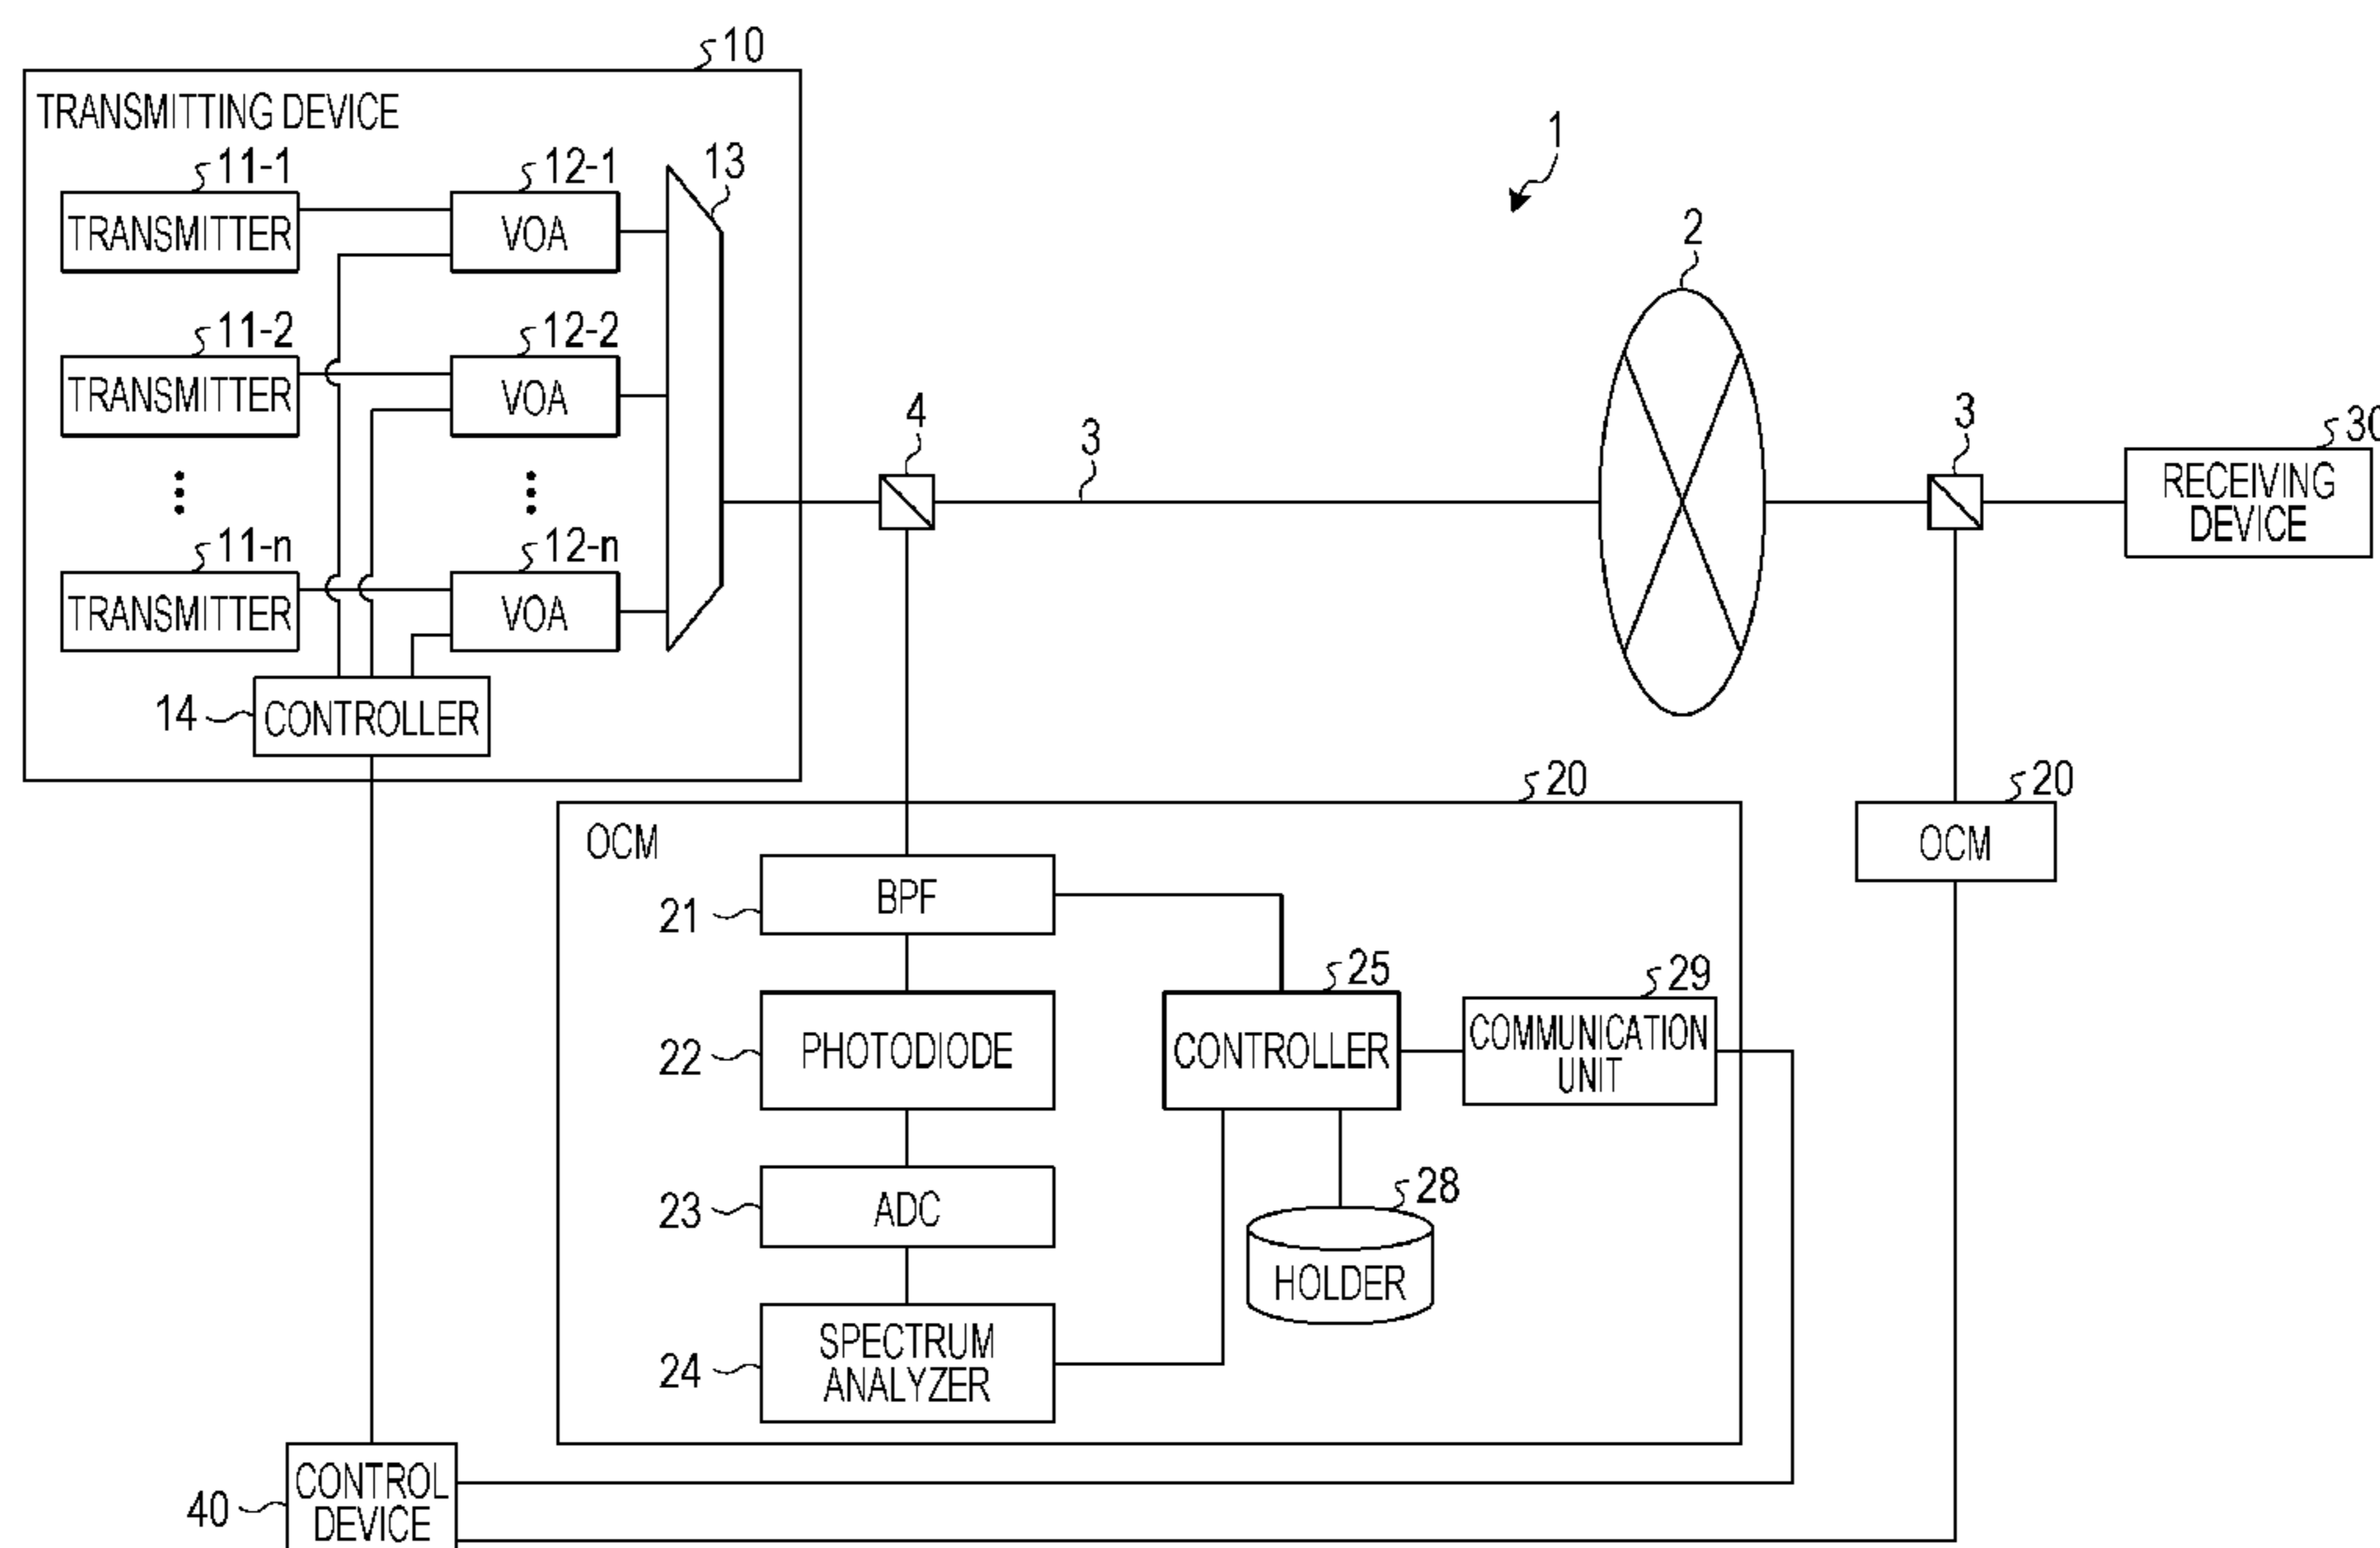 10
TRANSMITTING DEVICE
1
11-1
12-1
13
TRANSMITTER
VOA
2
11-2
12-2
TRANSMITTER
VOA
4
3
3
30
RECEIVING
DEVICE
11-n
12-n
TRANSMITTER
VOA
14
CONTROLLER
20
20
OCM
OCM
21
BPF
25
29
22
PHOTODIODE
CONTROLLER
COMMUNICATION
UNIT
23
ADC
28
HOLDER
24
SPECTRUM
ANALYZER
40
CONTROL
DEVICE